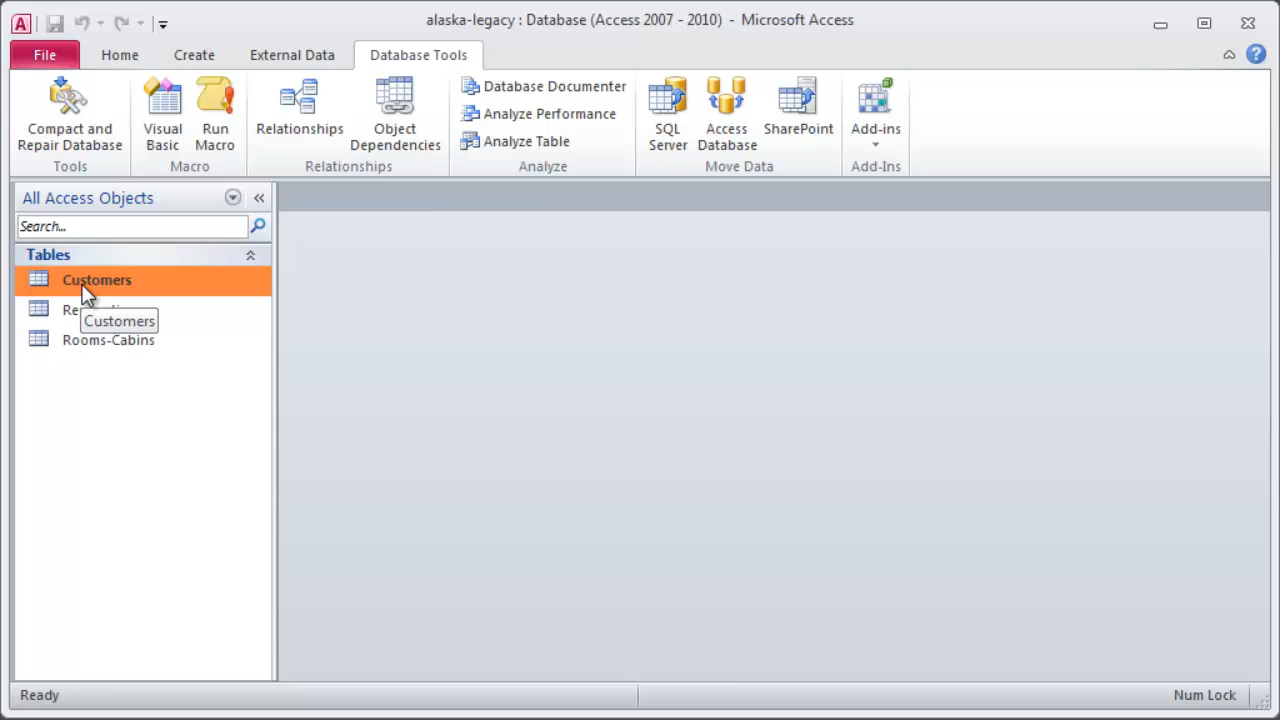 alaska-legacy : Database (Access 2007 - 2010) - Microsoft Access
File Home Create External Data Database Tools
Compact and Repair Database
Visual Basic
Run Macro
Relationships
Object Dependencies
Database Documenter
Analyze Performance
Analyze Table
SQL Server
Access Database
SharePoint
Add-ins
Tools Macro Relationships Analyze Move Data Add-Ins
All Access Objects
Search...
Tables
Customers
Customers
Rooms-Cabins
Ready Num Lock